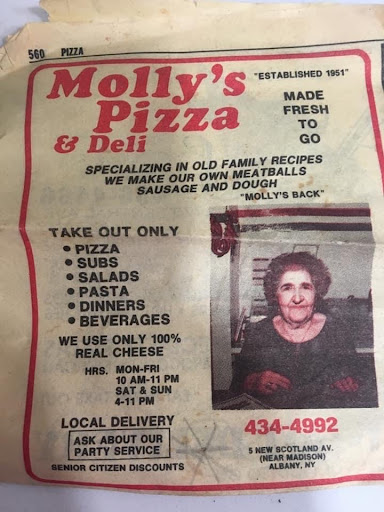 560 PIZZA
Molly's
Pizza
& Deli
"ESTABLISHED 1951"
MADE
FRESH
TO
GO
SPECIALIZING IN OLD FAMILY RECIPES
WE MAKE OUR OWN MEATBALLS
SAUSAGE AND DOUGH
"MOLLY'S BACK"
TAKE OUT ONLY
• PIZZA
• SUBS
• SALADS
• PASTA
• DINNERS
• BEVERAGES
WE USE ONLY 100%
REAL CHEESE
HRS. MON-FRI
10 AM-11 PM
SAT & SUN
4-11 PM
LOCAL DELIVERY
ASK ABOUT OUR
PARTY SERVICE
SENIOR CITIZEN DISCOUNTS
434-4992
5 NEW SCOTLAND AV.
(NEAR MADISON)
ALBANY, NY